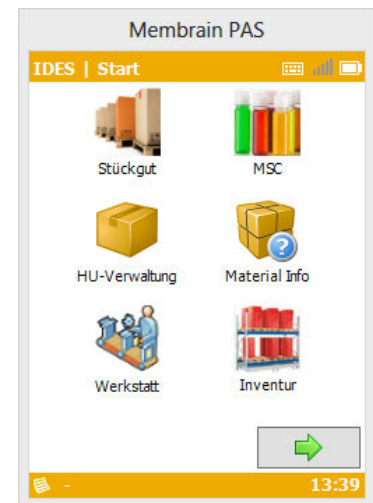 Membrain PAS
IDES | Start
Stückgut MSC
HU-Verwaltung Material Info
?
Werkstatt Inventur
- 13:39